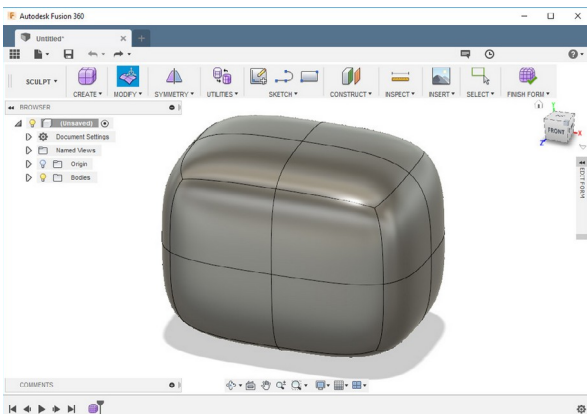 Autodesk Fusion 360
Untitled*
SCULPT
CREATE
MODIFY
SYMMETRY
UTILITIES
SKETCH
CONSTRUCT
INSPECT
INSERT
SELECT
FINISH FORM
BROWSER
(Unsaved)
Document Settings
Named Views
Origin
Bodies
FRONT
Y
X
Z
EDIT FORM
COMMENTS